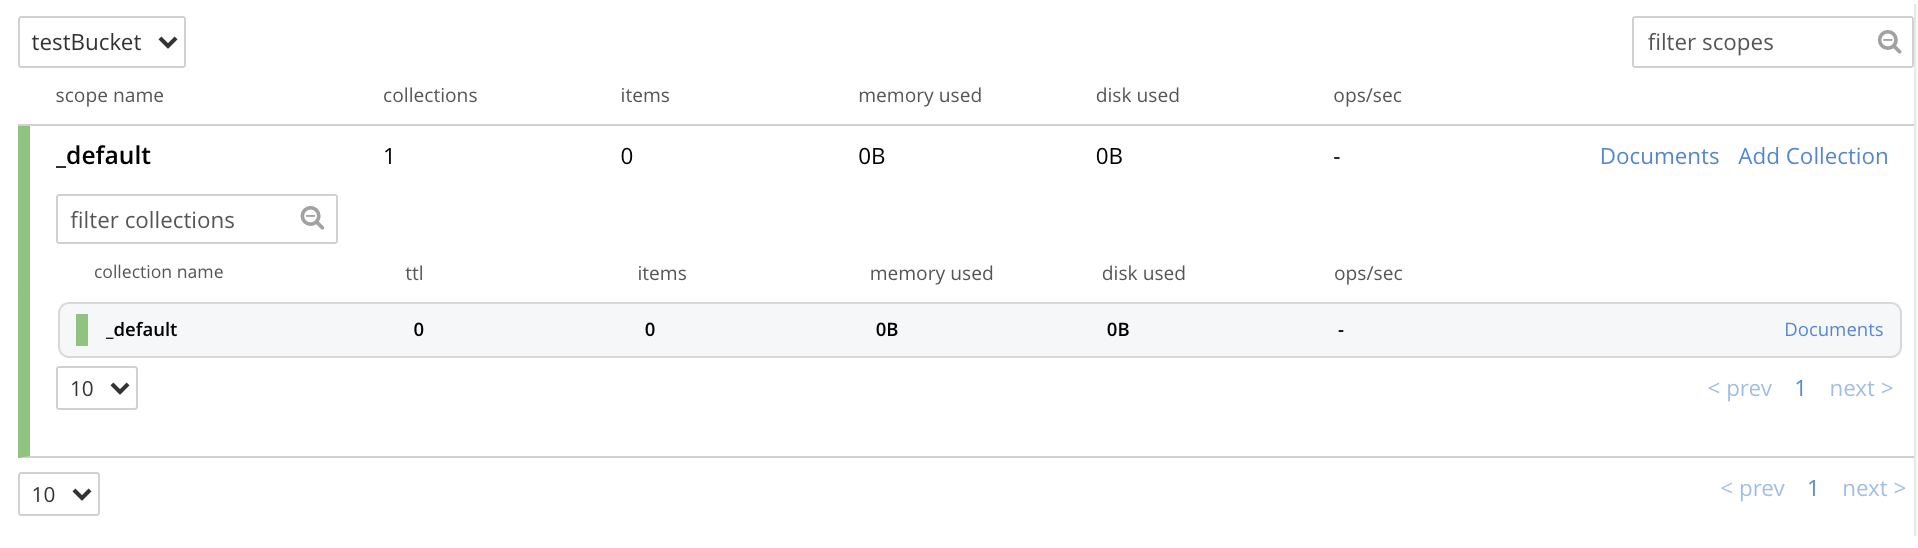 testBucket filter scopes
scope name collections items memory used disk used ops/sec
_default 1 0 0B 0B - Documents Add Collection
filter collections
collection name ttl items memory used disk used ops/sec
_default 0 0 0B 0B - Documents
10 < prev 1 next >
10 < prev 1 next >